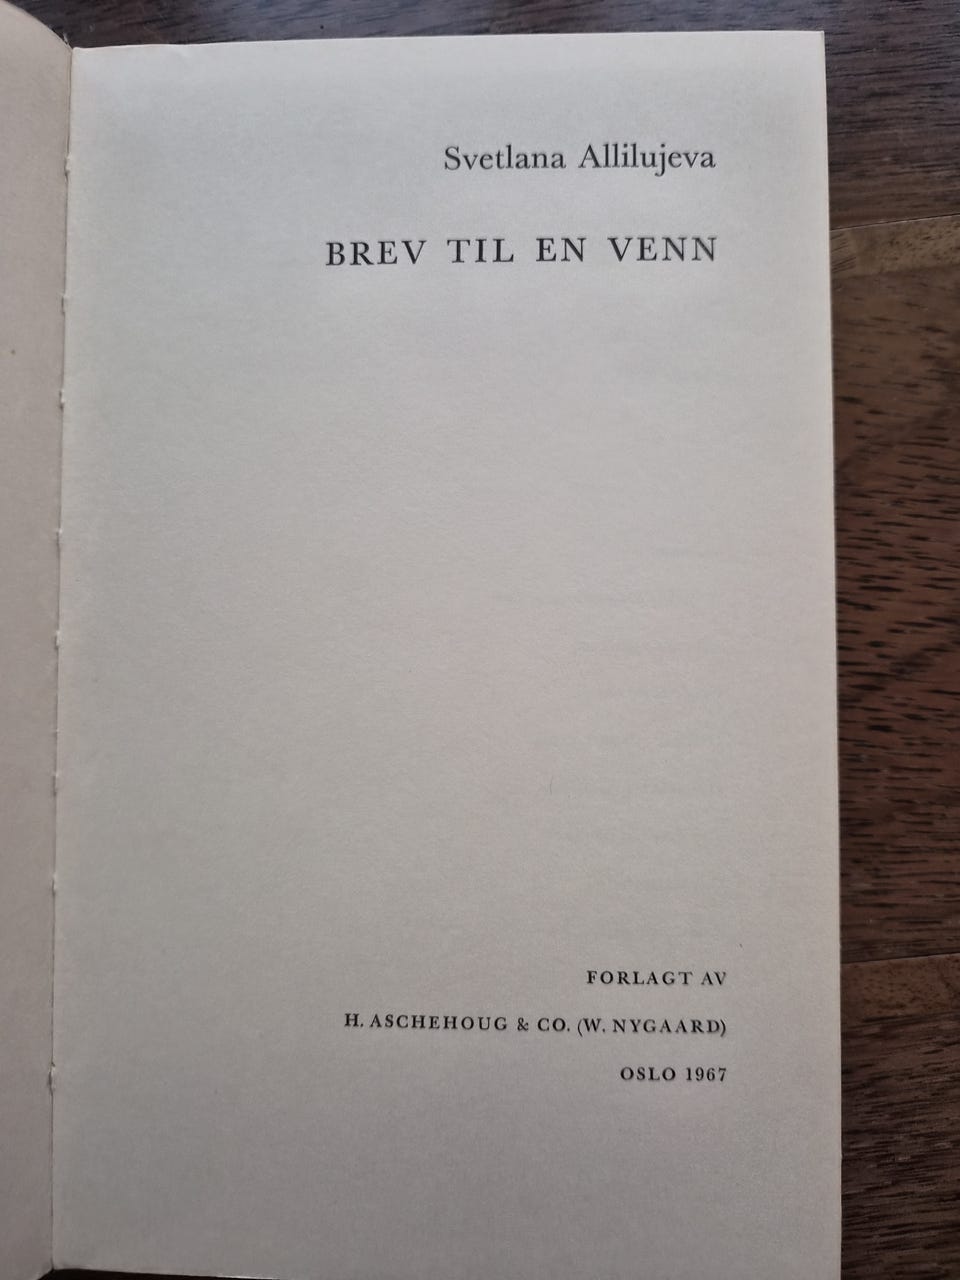 Svetlana Allilujeva
BREV TIL EN VENN
FORLAGT AV
H. ASCHEHOUG & CO. (W. NYGAARD)
OSLO 1967